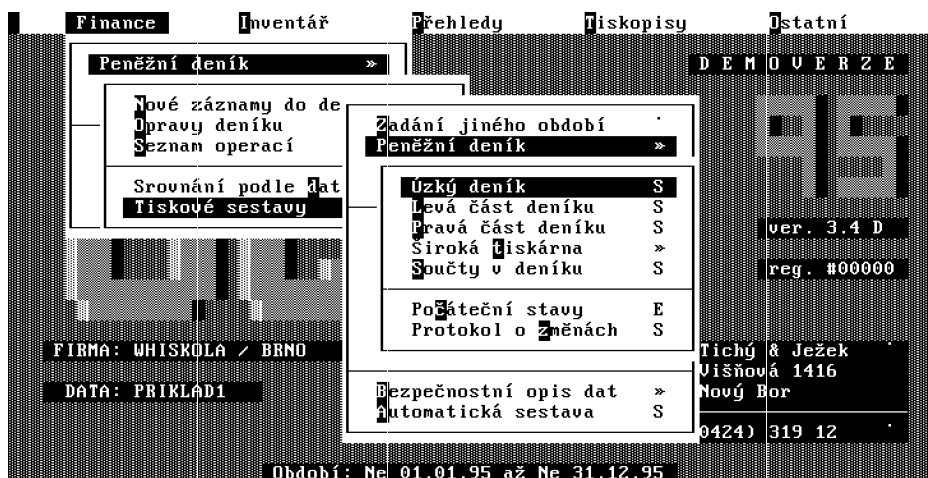 Finance Inventář Přehledy Tiskopisy Ostatní
Peněžní deník »
D E M O V E R Z E
Nové záznamy do de
Opravy deníku
Seznam operací
Srovnání podle dat
Tiskové sestavy
Zadání jiného období
Peněžní deník »
Úzký deník S
Levá část deníku S
Pravá část deníku S
Široká tiskárna »
Součty v deníku S
Počáteční stavy E
Protokol o změnách S
Bezpečnostní opis dat »
Automatická sestava S
ver. 3.4 D
reg. #00000
FIRMA: WHISKOLA / BRNO
DATA: PRIKLAD1
Tichý & Ježek
Višňová 1416
Nový Bor
0424) 319 12
Období: Ne 01.01.95 až Ne 31.12.95